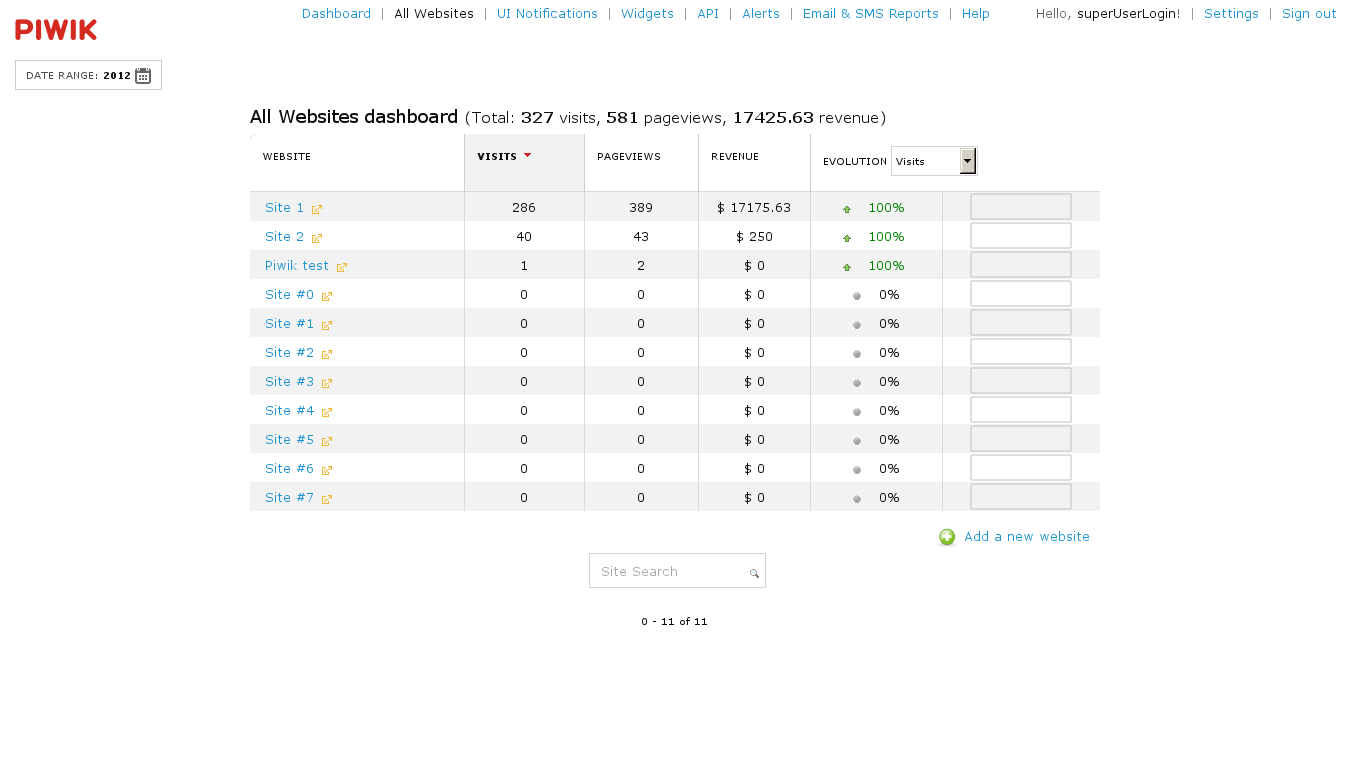 PIWIK
Dashboard | All Websites | UI Notifications | Widgets | API | Alerts | Email & SMS Reports | Help
Hello, superUserLogin! | Settings | Sign out
DATE RANGE: 2012
All Websites dashboard (Total: 327 visits, 581 pageviews, 17425.63 revenue)
WEBSITE VISITS PAGEVIEWS REVENUE EVOLUTION Visits
Site 1 286 389 $ 17175.63 100%
Site 2 40 43 $ 250 100%
Piwik test 1 2 $ 0 100%
Site #0 0 0 $ 0 0%
Site #1 0 0 $ 0 0%
Site #2 0 0 $ 0 0%
Site #3 0 0 $ 0 0%
Site #4 0 0 $ 0 0%
Site #5 0 0 $ 0 0%
Site #6 0 0 $ 0 0%
Site #7 0 0 $ 0 0%
Add a new website
Site Search
0 - 11 of 11